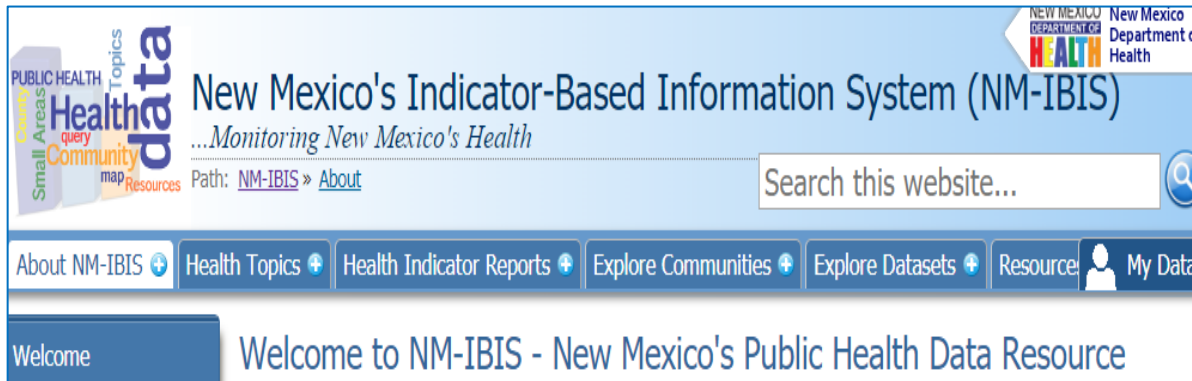 NEW MEXICO
DEPARTMENT OF
HEALTH
New Mexico
Department
Health
PUBLIC HEALTH
Topics
data
County
Small Areas
Health
query
Community
map
Resources
New Mexico's Indicator-Based Information System (NM-IBIS)
...Monitoring New Mexico's Health
Path: NM-IBIS » About
Search this website...
About NM-IBIS
Health Topics
Health Indicator Reports
Explore Communities
Explore Datasets
Resources
My Data
Welcome
Welcome to NM-IBIS - New Mexico's Public Health Data Resource